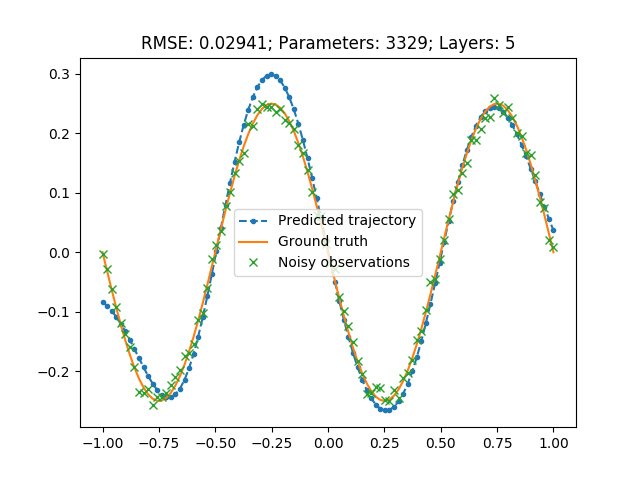 RMSE: 0.02941; Parameters: 3329; Layers: 5
0.3
0.2
0.1
0.0
−0.1
−0.2
Predicted trajectory
Ground truth
Noisy observations
−1.00 −0.75 −0.50 −0.25 0.00 0.25 0.50 0.75 1.00